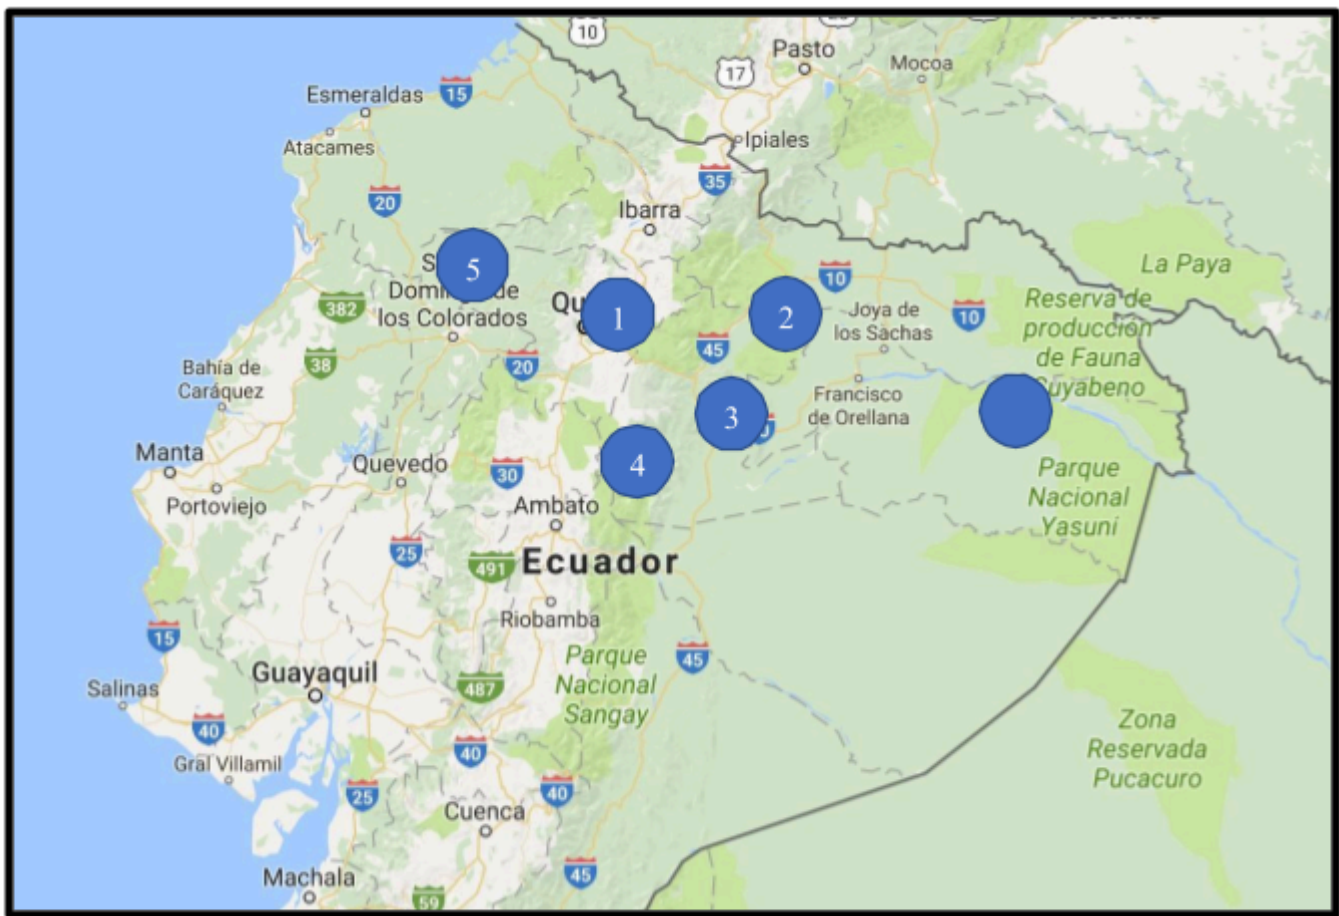 10
Pasto
17
Mocoa
Esmeraldas
15
Atacames
Ipiales
35
20
Ibarra
La Paya
5
Domingo de
los Colorados
382
1
2
10
Joya de
los Sachas
10
Reserva de
producción
de Fauna
Cuyabeno
45
38
20
Bahía de
Caráquez
Francisco
de Orellana
3
Manta
Portoviejo
Quevedo
30
4
Parque
Nacional
Yasuni
Ambato
25
491
Ecuador
Riobamba
15
Parque
Nacional
Sangay
45
Guayaquil
487
Salinas
40
Gral Villamil
40
Zona
Reservada
Pucacuro
25
40
Cuenca
45
Machala
59